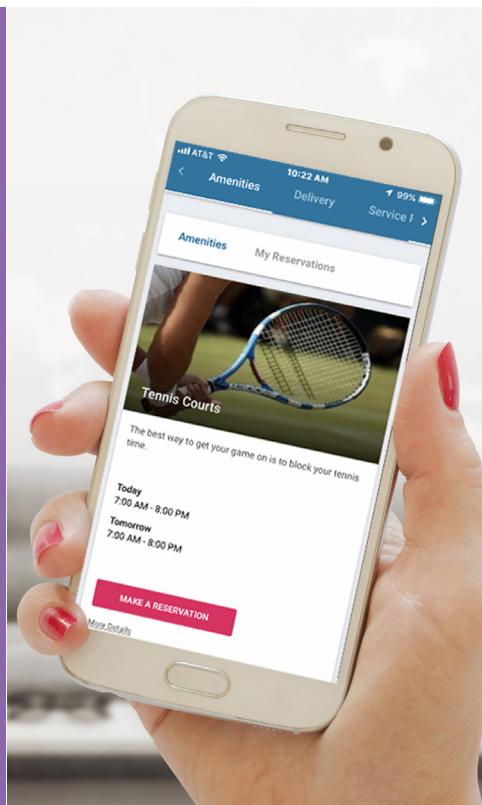 AT&T 10:22 AM 99%
Amenities Delivery Service
Amenities My Reservations
Tennis Courts
The best way to get your game on is to block your tennis
time.
Today
7:00 AM - 8:00 PM
Tomorrow
7:00 AM - 8:00 PM
MAKE A RESERVATION
More Details